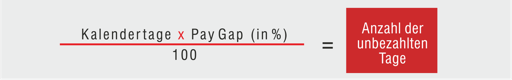 Kalendertage x Pay Gap (in %)
100
=
Anzahl der
unbezahlten
Tage